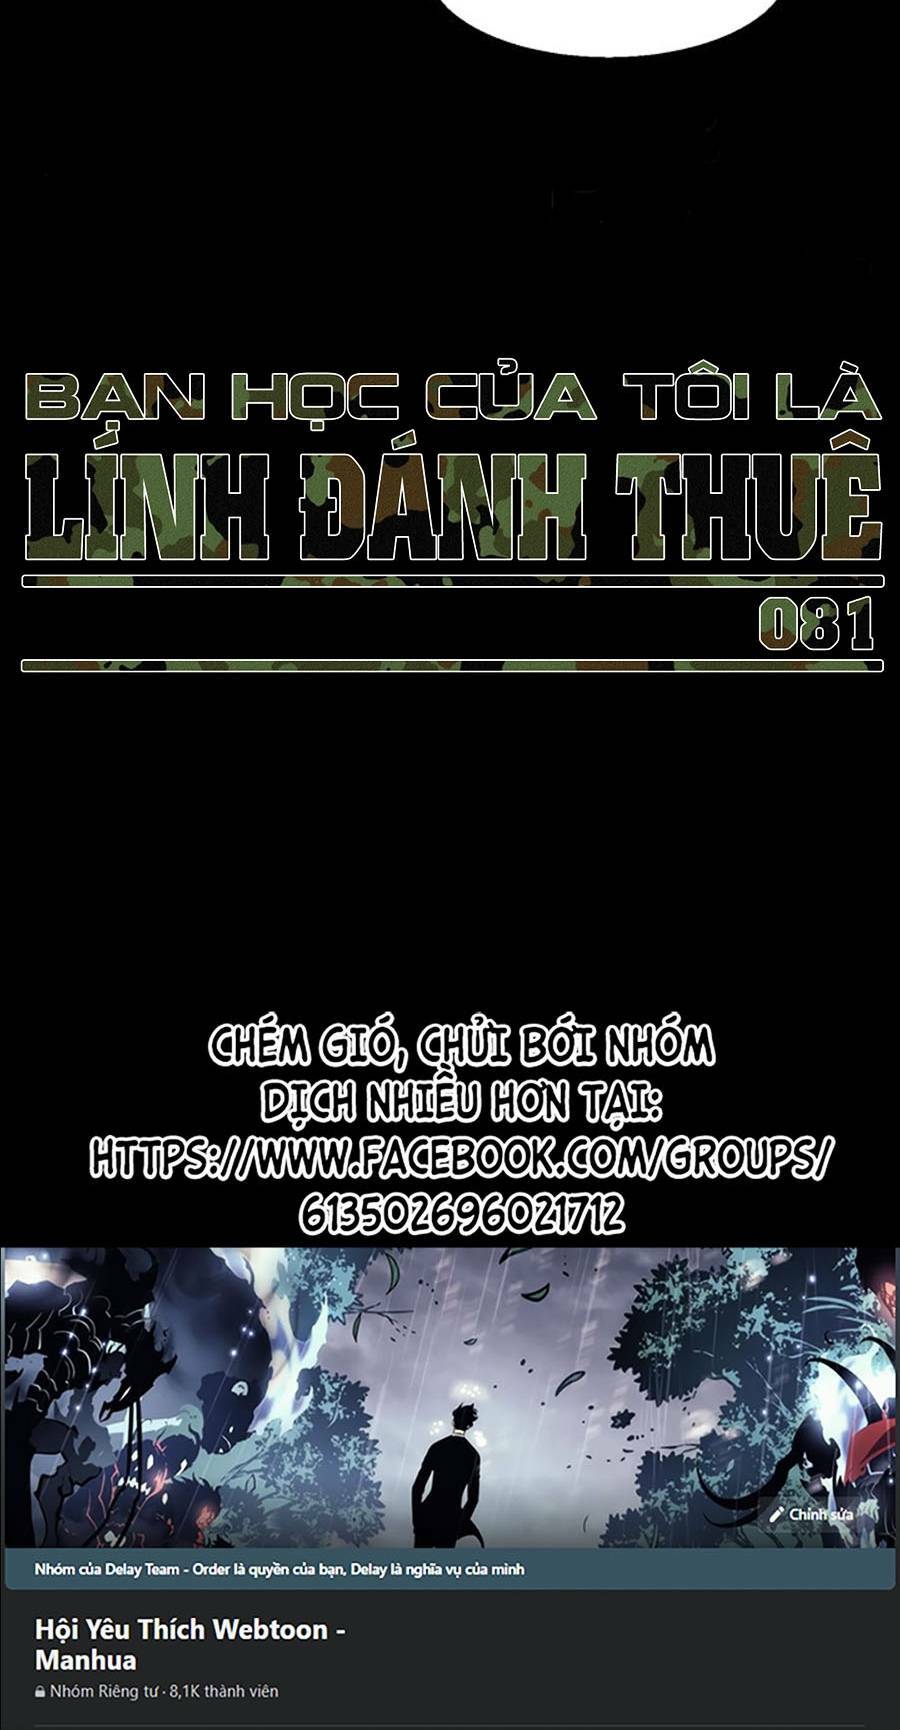 BẠN HỌC CỦA TÔI LÀ
LÍNH ĐÁNH THUÊ
081
CHÉM GIÓ, CHỬI BỚI NHÓM
DỊCH NHIỀU HƠN TẠI:
HTTPS://WWW.FACEBOOK.COM/GROUPS/
613502696021712
Chỉnh sửa
Nhóm của Delay Team - Order là quyền của bạn, Delay là nghĩa vụ của mình
Hội Yêu Thích Webtoon -
Manhua
Nhóm Riêng tư · 8,1K thành viên